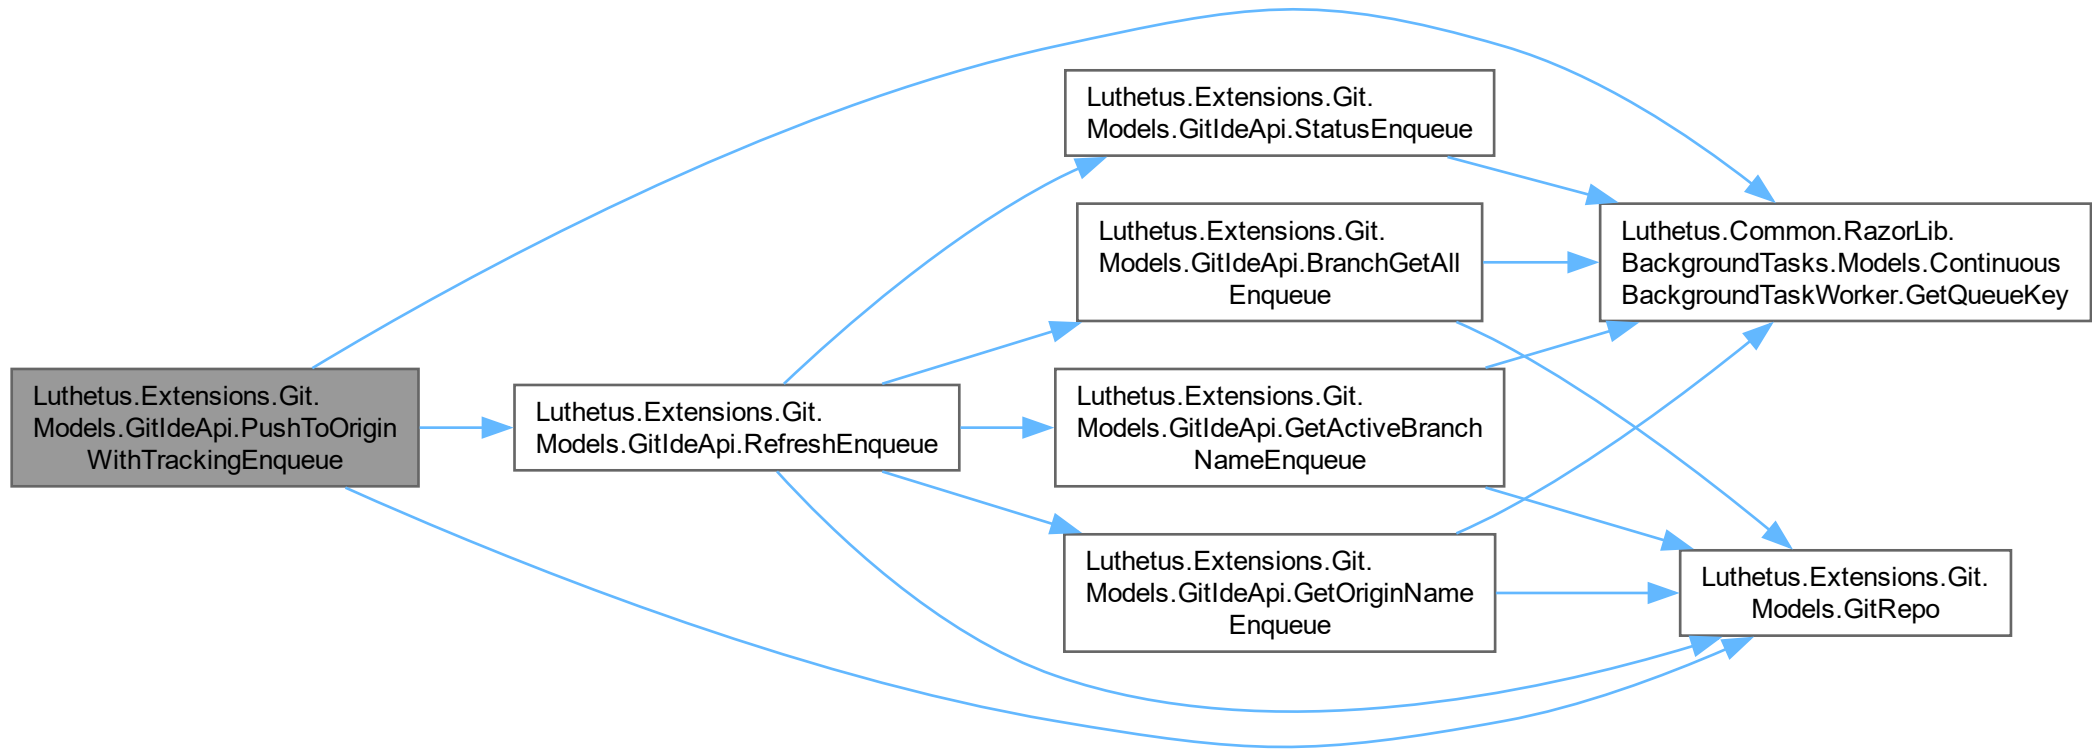 Luthetus.Extensions.Git.
Models.GitIdeApi.PushToOrigin
WithTrackingEnqueue
Luthetus.Extensions.Git.
Models.GitIdeApi.RefreshEnqueue
Luthetus.Extensions.Git.
Models.GitIdeApi.StatusEnqueue
Luthetus.Extensions.Git.
Models.GitIdeApi.BranchGetAll
Enqueue
Luthetus.Extensions.Git.
Models.GitIdeApi.GetActiveBranch
NameEnqueue
Luthetus.Extensions.Git.
Models.GitIdeApi.GetOriginName
Enqueue
Luthetus.Common.RazorLib.
BackgroundTasks.Models.Continuous
BackgroundTaskWorker.GetQueueKey
Luthetus.Extensions.Git.
Models.GitRepo